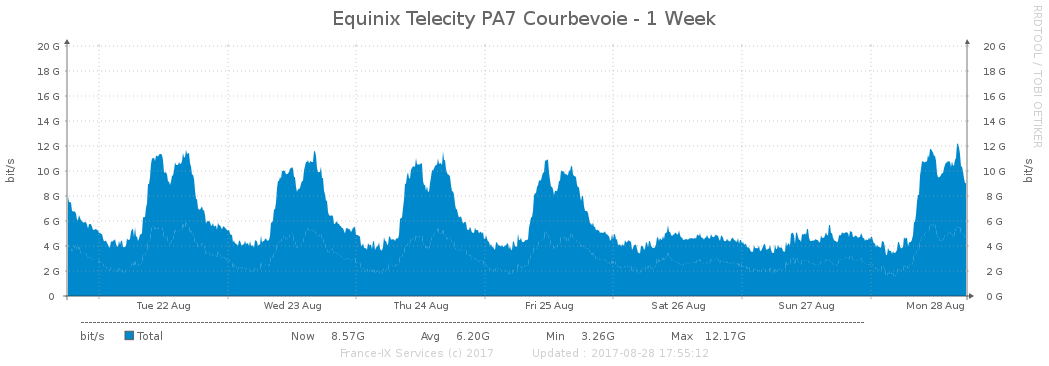 Equinix Telecity PA7 Courbevoie - 1 Week
RRDTOOL / TOBI OETIKER
bit/s
20 G 20 G
18 G 18 G
16 G 16 G
14 G 14 G
12 G 12 G
10 G 10 G
8 G 8 G
6 G 6 G
4 G 4 G
2 G 2 G
0 0 G
bit/s
Tue 22 Aug Wed 23 Aug Thu 24 Aug Fri 25 Aug Sat 26 Aug Sun 27 Aug Mon 28 Aug
bit/s Total Now 8.57G Avg 6.20G Min 3.26G Max 12.17G
France-IX Services (c) 2017 Updated : 2017-08-28 17:55:12